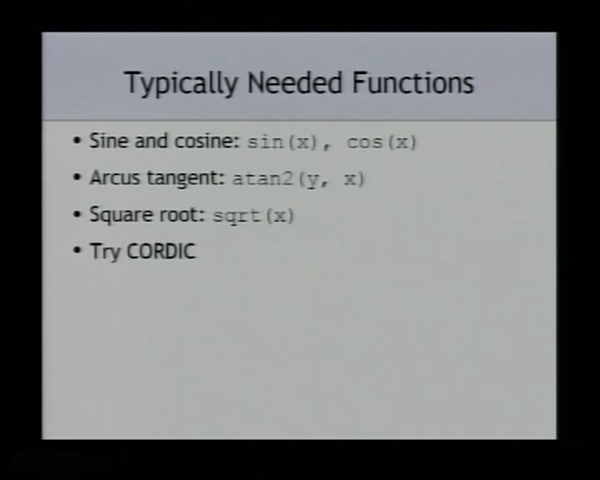 Typically Needed Functions
• Sine and cosine: sin(x), cos(x)
• Arcus tangent: atan2(y, x)
• Square root: sqrt(x)
• Try CORDIC